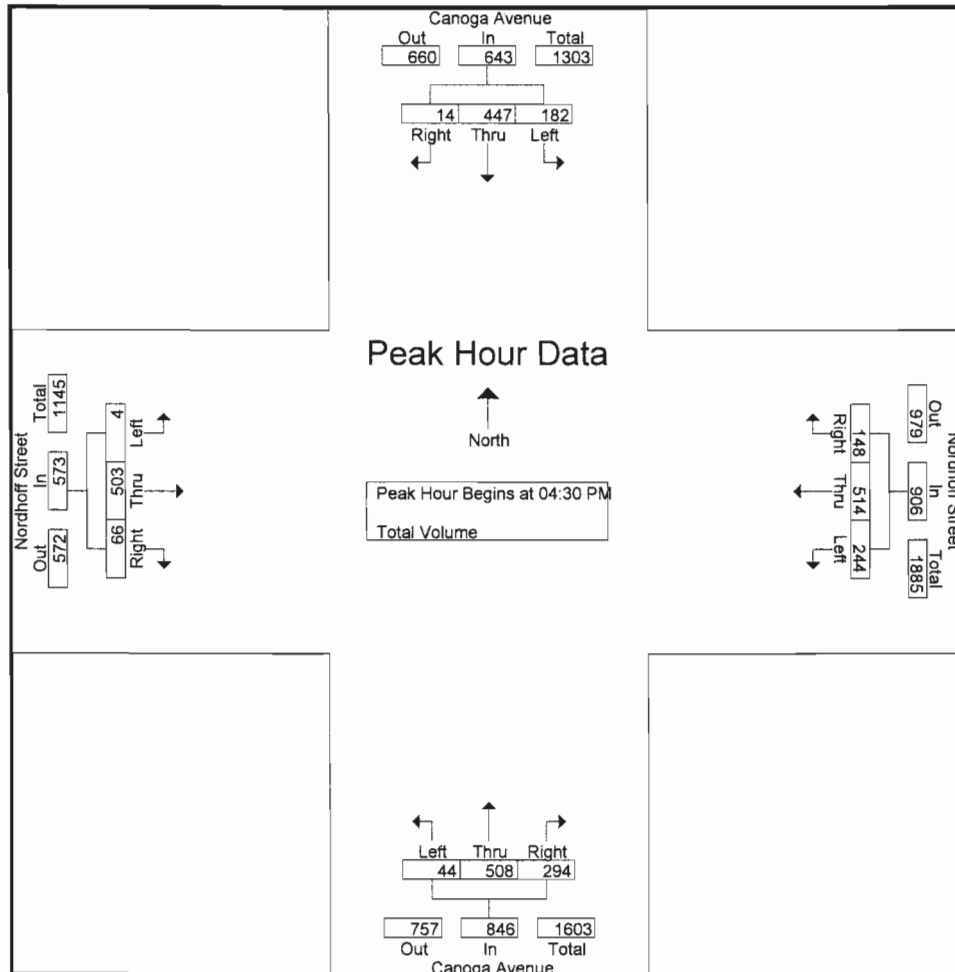 Canoga Avenue
Out In Total
660 643 1303
14 447 182
Right Thru Left
Peak Hour Data
North
Peak Hour Begins at 04:30 PM
Total Volume
Nordhoff Street
Out In Total
572 573 1145
Right Thru Left
66 503 4
Nordhoff Street
Out In Total
979 906 1885
148 514 244
Right Thru Left
Left Thru Right
44 508 294
757 846 1603
Out In Total
Canoga Avenue